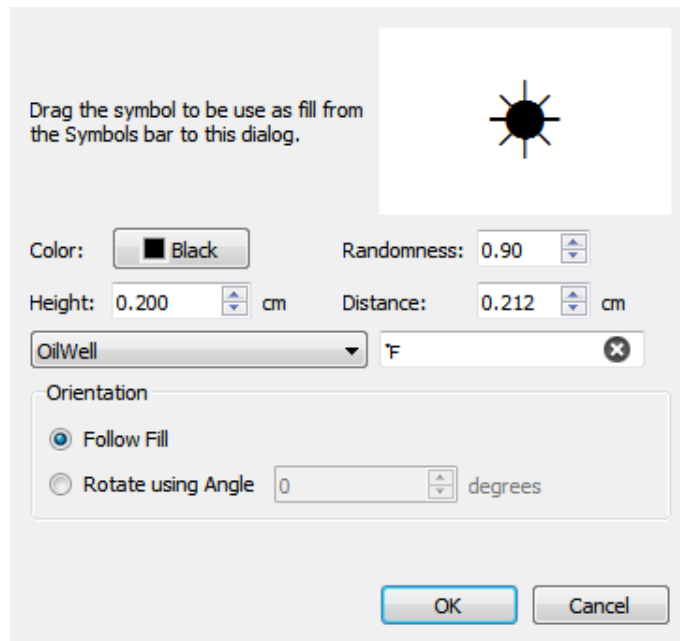 Drag the symbol to be use as fill from
the Symbols bar to this dialog.
Color: Black Randomness: 0.90
Height: 0.200 cm Distance: 0.212 cm
OilWell °F
Orientation
Follow Fill
Rotate using Angle 0 degrees
OK Cancel